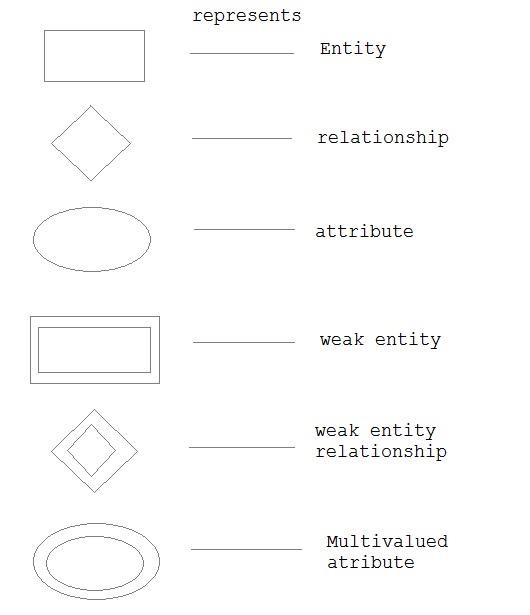 represents
Entity
relationship
attribute
weak entity
weak entity
relationship
Multivalued
atribute